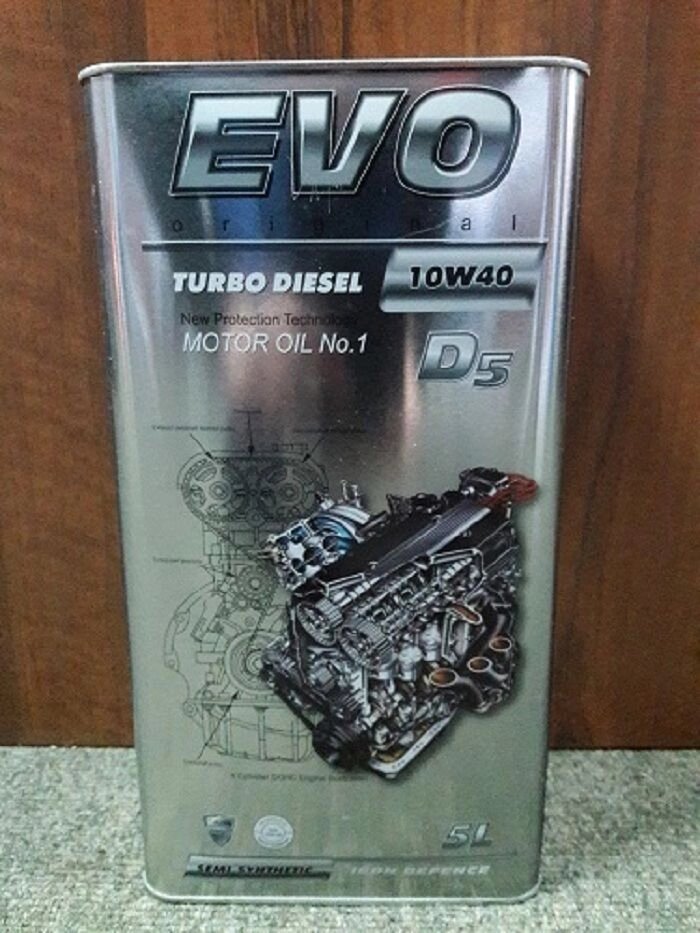 EVO
original
TURBO DIESEL
10W40
New Protection Technology
MOTOR OIL No.1
D5
5L
SEMI SYNTHETIC
IRON DEFENCE